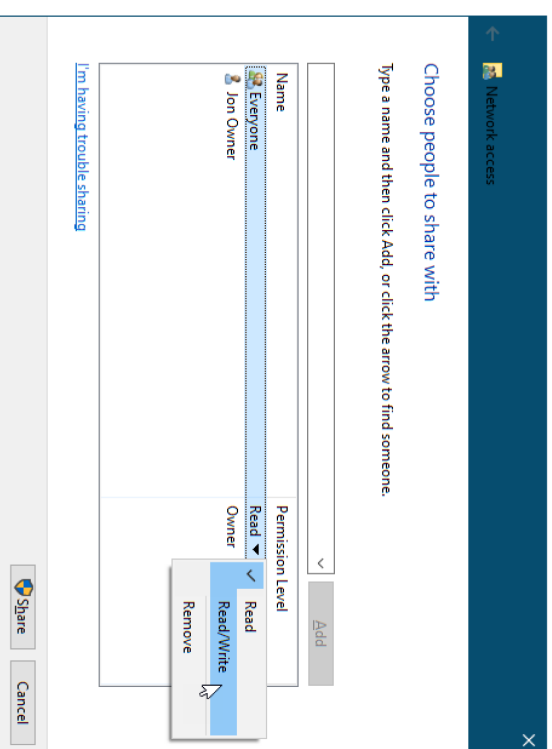 Network access
Choose people to share with
Type a name and then click Add, or click the arrow to find someone.
Add
Name Permission Level
Everyone Read
Jon Owner Owner
Read
Read/Write
Remove
I'm having trouble sharing
Share Cancel